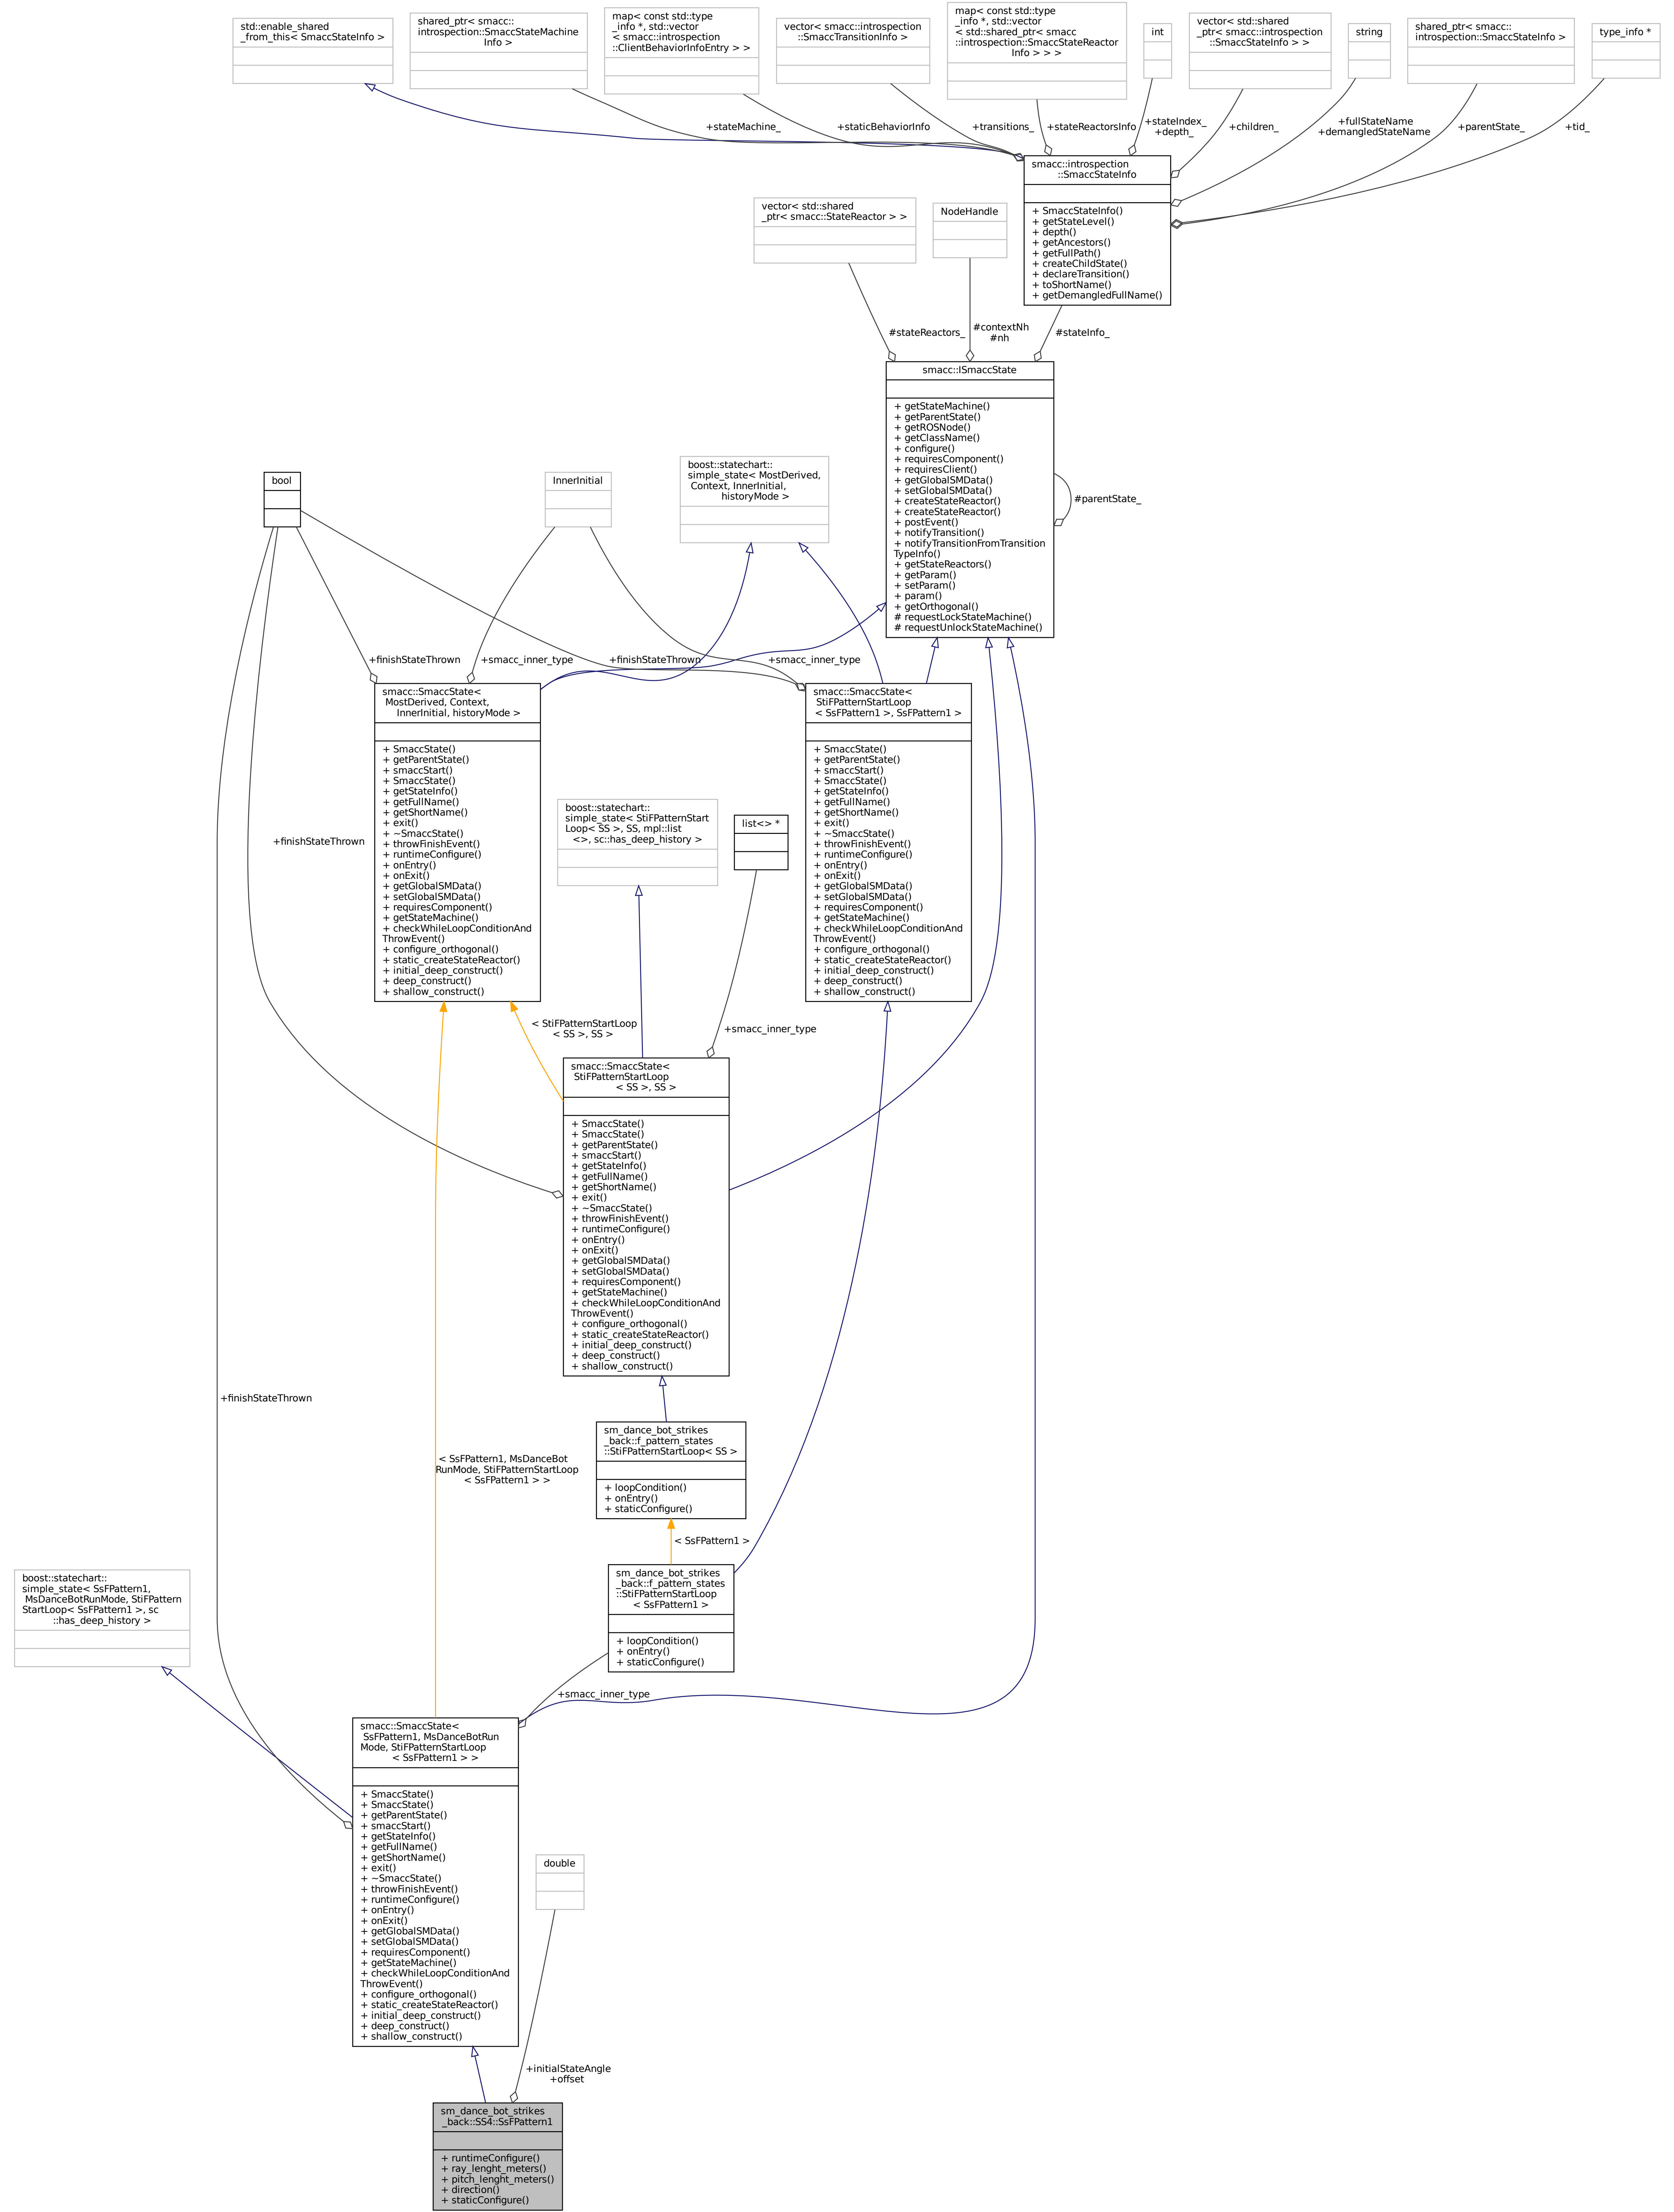 std::enable_shared
_from_this< SmaccStateInfo >
shared_ptr< smacc::
introspection::SmaccStateMachine
Info >
map< const std::type
_info *, std::vector
< smacc::introspection
::ClientBehaviorInfoEntry > >
vector< smacc::introspection
::SmaccTransitionInfo >
map< const std::type
_info *, std::vector
< std::shared_ptr< smacc
::introspection::SmaccStateReactor
Info > > >
int
vector< std::shared
_ptr< smacc::introspection
::SmaccStateInfo > >
string
shared_ptr< smacc::
introspection::SmaccStateInfo >
type_info *
+stateMachine_
+staticBehaviorInfo
+transitions_
+stateReactorsInfo
+stateIndex_
+depth_
+children_
+fullStateName
+demangledStateName
+parentState_
+tid_
smacc::introspection
::SmaccStateInfo
+ SmaccStateInfo()
+ getStateLevel()
+ depth()
+ getAncestors()
+ getFullPath()
+ createChildState()
+ declareTransition()
+ toShortName()
+ getDemangledFullName()
vector< std::shared
_ptr< smacc::StateReactor > >
NodeHandle
#stateReactors_
#contextNh
#nh
#stateInfo_
smacc::ISmaccState
+ getStateMachine()
+ getParentState()
+ getROSNode()
+ getClassName()
+ configure()
+ requiresComponent()
+ requiresClient()
+ getGlobalSMData()
+ setGlobalSMData()
+ createStateReactor()
+ createStateReactor()
+ postEvent()
+ notifyTransition()
+ notifyTransitionFromTransition
TypeInfo()
+ getStateReactors()
+ getParam()
+ setParam()
+ param()
+ getOrthogonal()
# requestLockStateMachine()
# requestUnlockStateMachine()
#parentState_
bool
InnerInitial
boost::statechart::
simple_state< MostDerived,
Context, InnerInitial,
historyMode >
+finishStateThrown
+smacc_inner_type
+finishStateThrown
+smacc_inner_type
smacc::SmaccState<
MostDerived, Context,
InnerInitial, historyMode >
+ SmaccState()
+ getParentState()
+ smaccStart()
+ SmaccState()
+ getStateInfo()
+ getFullName()
+ getShortName()
+ exit()
+ ~SmaccState()
+ throwFinishEvent()
+ runtimeConfigure()
+ onEntry()
+ onExit()
+ getGlobalSMData()
+ setGlobalSMData()
+ requiresComponent()
+ getStateMachine()
+ checkWhileLoopConditionAnd
ThrowEvent()
+ configure_orthogonal()
+ static_createStateReactor()
+ initial_deep_construct()
+ deep_construct()
+ shallow_construct()
smacc::SmaccState<
StiFPatternStartLoop
< SsFPattern1 >, SsFPattern1 >
+ SmaccState()
+ getParentState()
+ smaccStart()
+ SmaccState()
+ getStateInfo()
+ getFullName()
+ getShortName()
+ exit()
+ ~SmaccState()
+ throwFinishEvent()
+ runtimeConfigure()
+ onEntry()
+ onExit()
+ getGlobalSMData()
+ setGlobalSMData()
+ requiresComponent()
+ getStateMachine()
+ checkWhileLoopConditionAnd
ThrowEvent()
+ configure_orthogonal()
+ static_createStateReactor()
+ initial_deep_construct()
+ deep_construct()
+ shallow_construct()
+finishStateThrown
boost::statechart::
simple_state< StiFPatternStart
Loop< SS >, SS, mpl::list
<>, sc::has_deep_history >
list<> *
< StiFPatternStartLoop
< SS >, SS >
+smacc_inner_type
smacc::SmaccState<
StiFPatternStartLoop
< SS >, SS >
+ SmaccState()
+ SmaccState()
+ getParentState()
+ smaccStart()
+ getStateInfo()
+ getFullName()
+ getShortName()
+ exit()
+ ~SmaccState()
+ throwFinishEvent()
+ runtimeConfigure()
+ onEntry()
+ onExit()
+ getGlobalSMData()
+ setGlobalSMData()
+ requiresComponent()
+ getStateMachine()
+ checkWhileLoopConditionAnd
ThrowEvent()
+ configure_orthogonal()
+ static_createStateReactor()
+ initial_deep_construct()
+ deep_construct()
+ shallow_construct()
+finishStateThrown
< SsFPattern1, MsDanceBot
RunMode, StiFPatternStartLoop
< SsFPattern1 > >
sm_dance_bot_strikes
_back::f_pattern_states
::StiFPatternStartLoop< SS >
+ loopCondition()
+ onEntry()
+ staticConfigure()
< SsFPattern1 >
sm_dance_bot_strikes
_back::f_pattern_states
::StiFPatternStartLoop
< SsFPattern1 >
+ loopCondition()
+ onEntry()
+ staticConfigure()
boost::statechart::
simple_state< SsFPattern1,
MsDanceBotRunMode, StiFPattern
StartLoop< SsFPattern1 >, sc
::has_deep_history >
+smacc_inner_type
smacc::SmaccState<
SsFPattern1, MsDanceBotRun
Mode, StiFPatternStartLoop
< SsFPattern1 > >
+ SmaccState()
+ SmaccState()
+ getParentState()
+ smaccStart()
+ getStateInfo()
+ getFullName()
+ getShortName()
+ exit()
+ ~SmaccState()
+ throwFinishEvent()
+ runtimeConfigure()
+ onEntry()
+ onExit()
+ getGlobalSMData()
+ setGlobalSMData()
+ requiresComponent()
+ getStateMachine()
+ checkWhileLoopConditionAnd
ThrowEvent()
+ configure_orthogonal()
+ static_createStateReactor()
+ initial_deep_construct()
+ deep_construct()
+ shallow_construct()
double
+initialStateAngle
+offset
sm_dance_bot_strikes
_back::SS4::SsFPattern1
+ runtimeConfigure()
+ ray_lenght_meters()
+ pitch_lenght_meters()
+ direction()
+ staticConfigure()